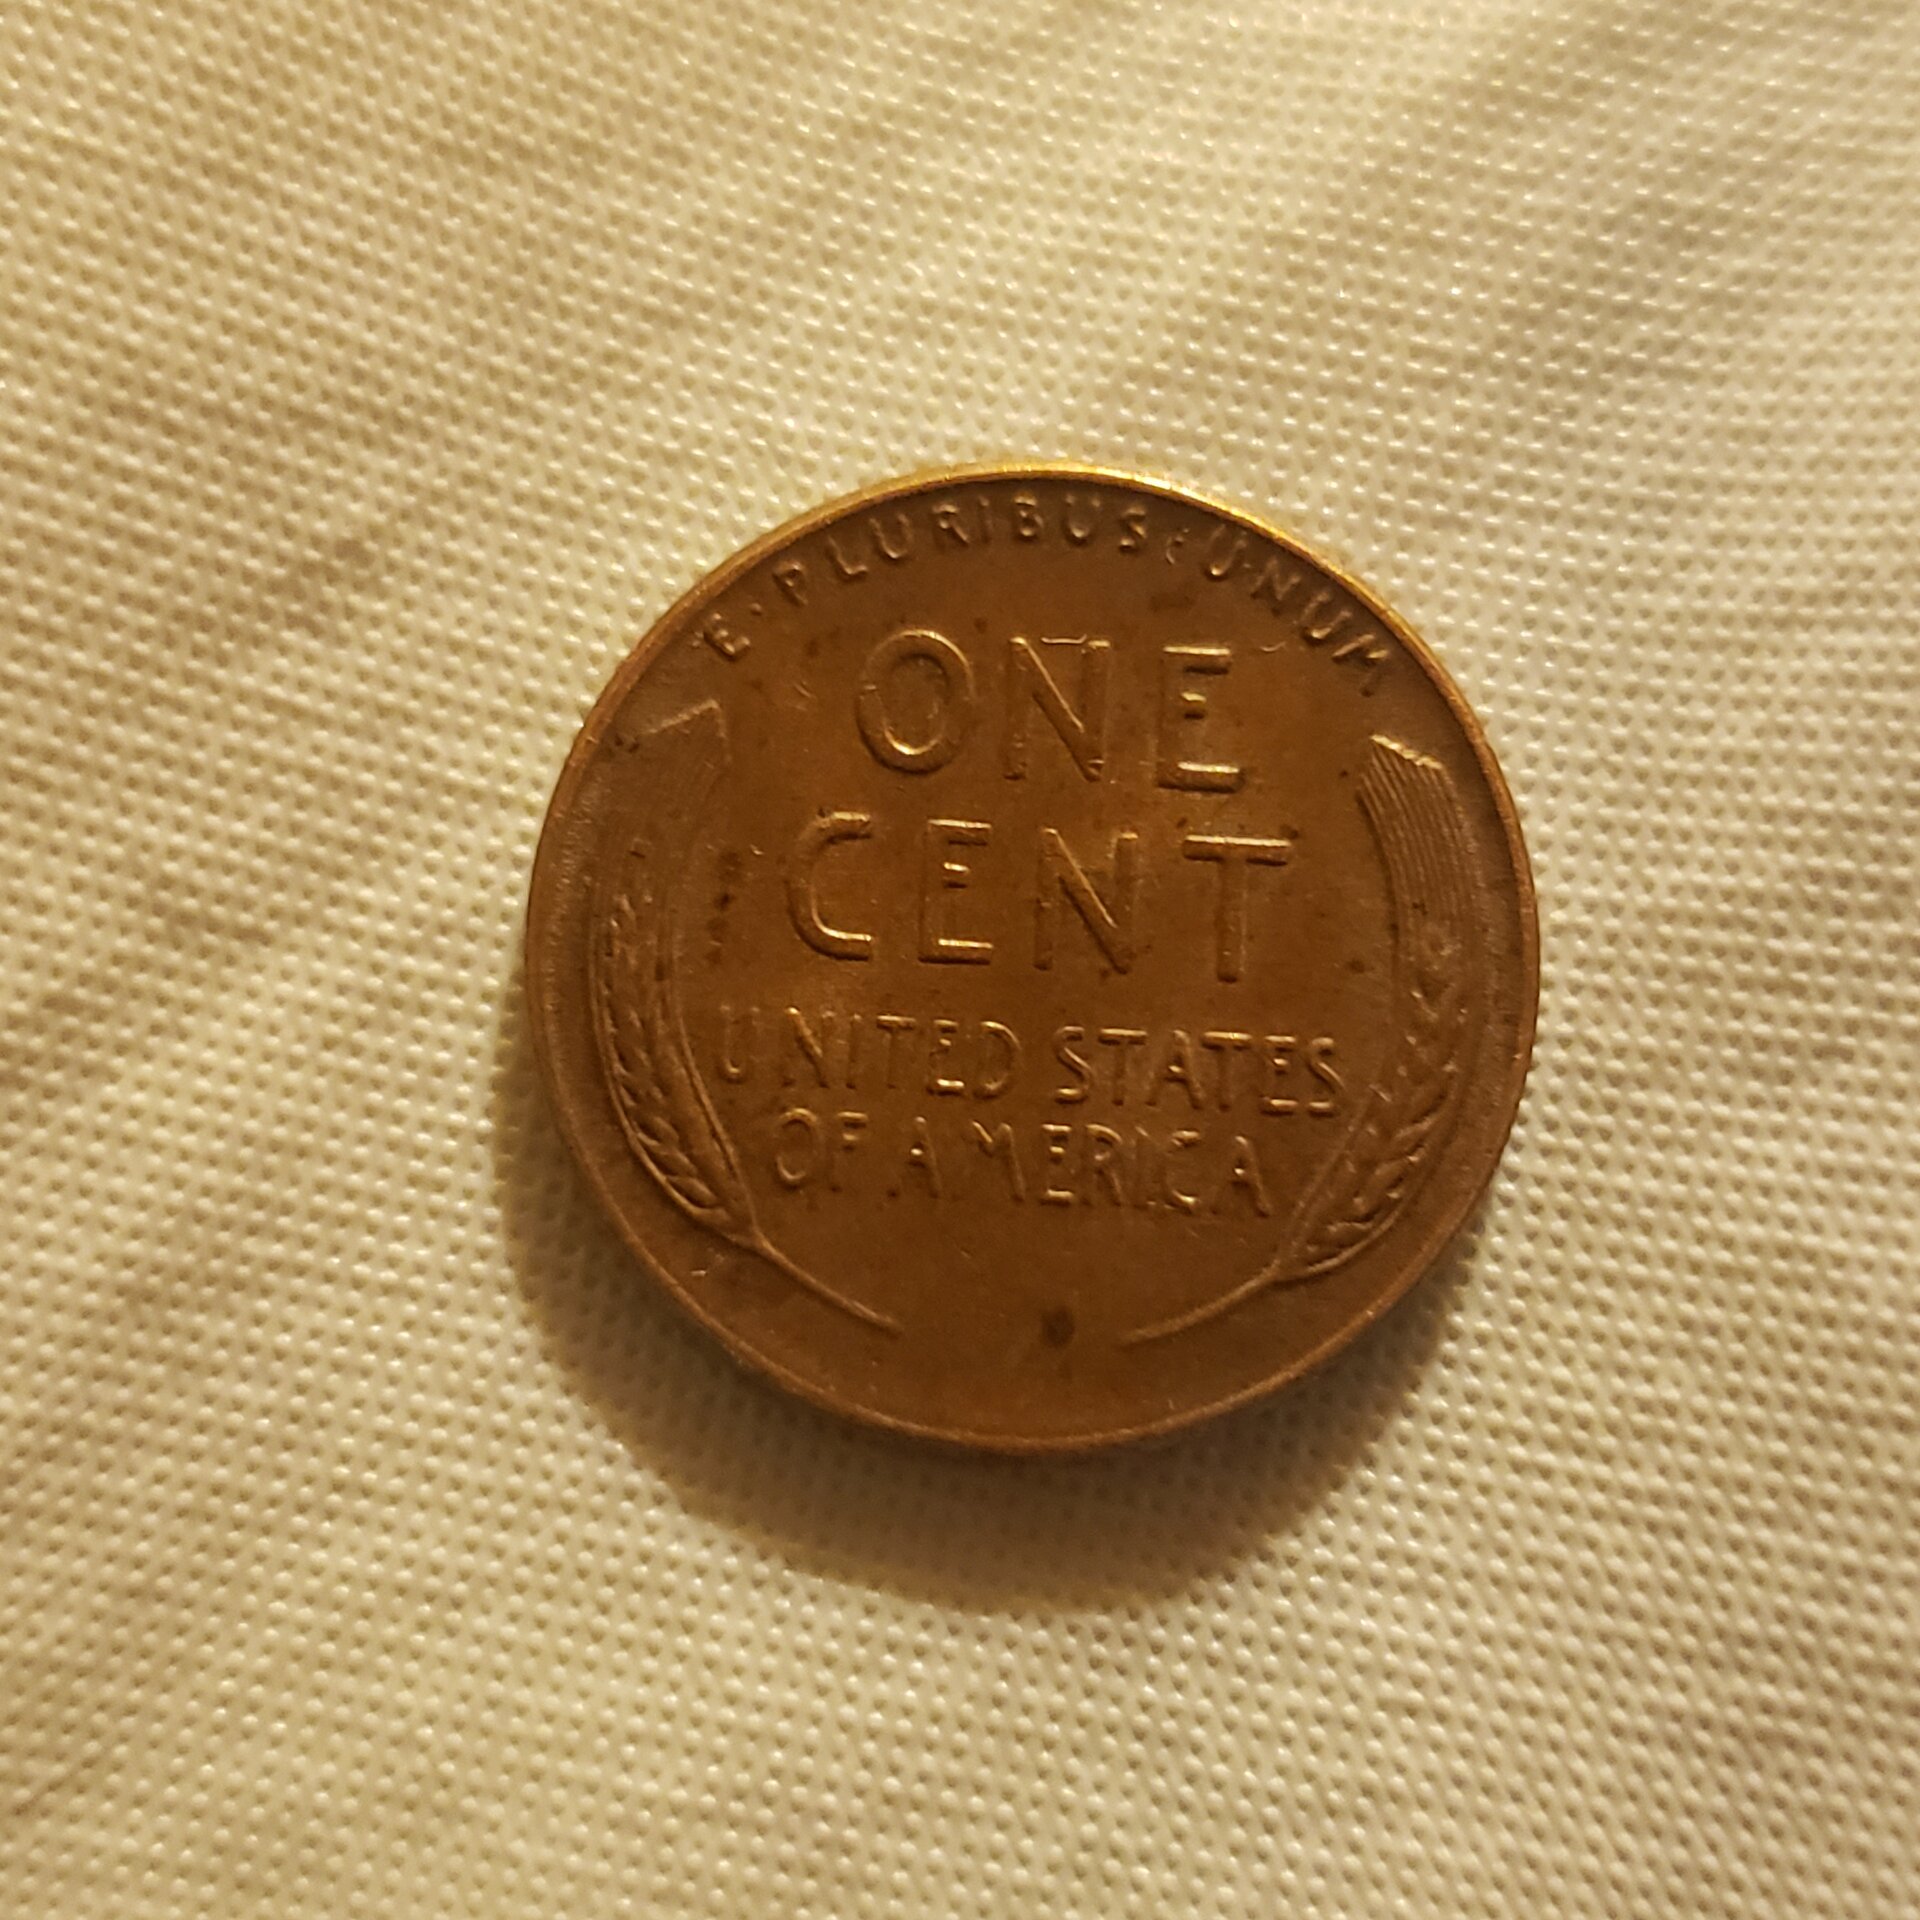 E·PLURIBUS·UNUM
ONE
CENT
UNITED STATES
OF AMERICA